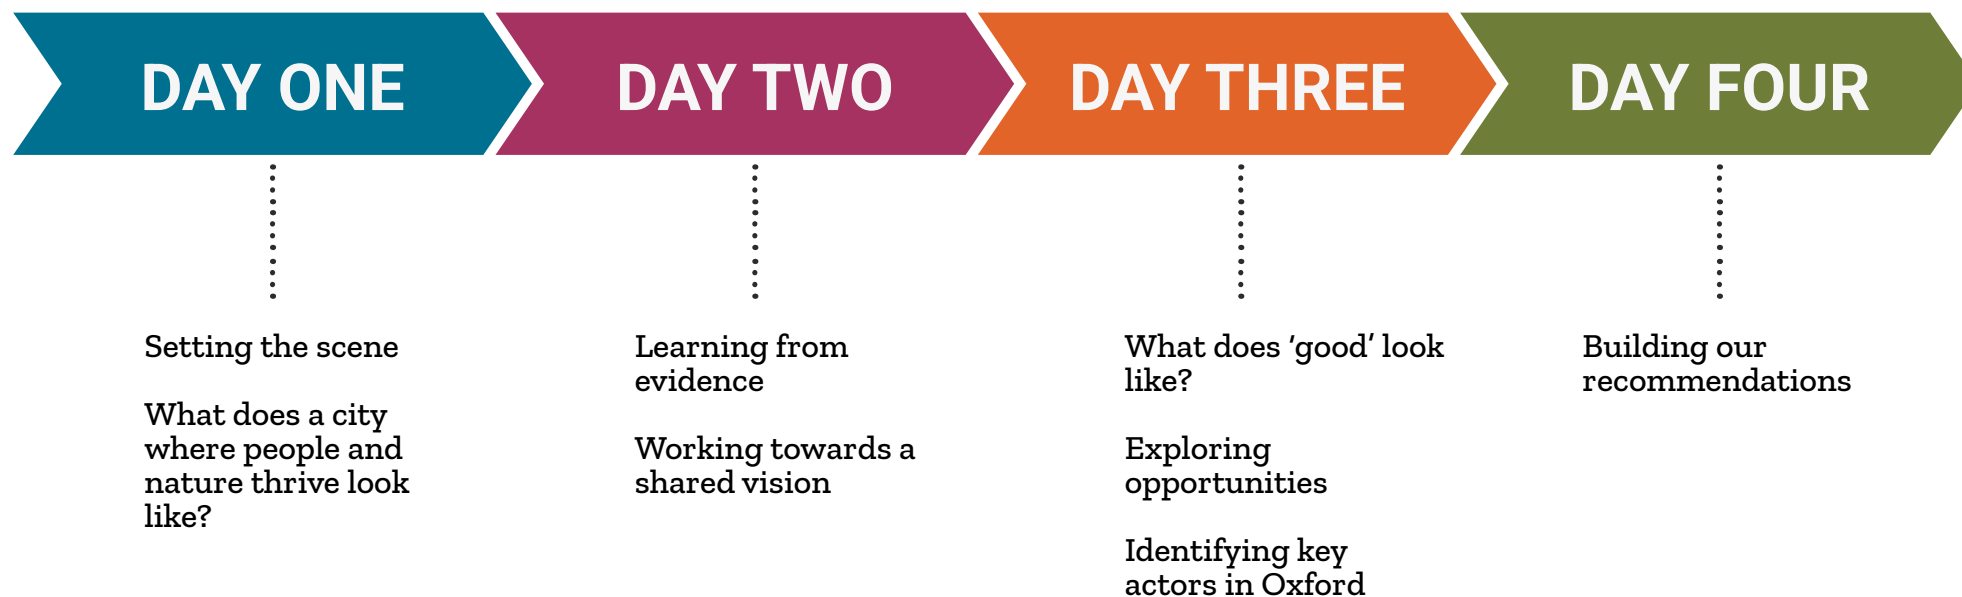 DAY ONE
DAY TWO
DAY THREE
DAY FOUR
Setting the scene
What does a city
where people and
nature thrive look
like?
Learning from
evidence
Working towards a
shared vision
What does ‘good’ look
like?
Exploring
opportunities
Identifying key
actors in Oxford
Building our
recommendations